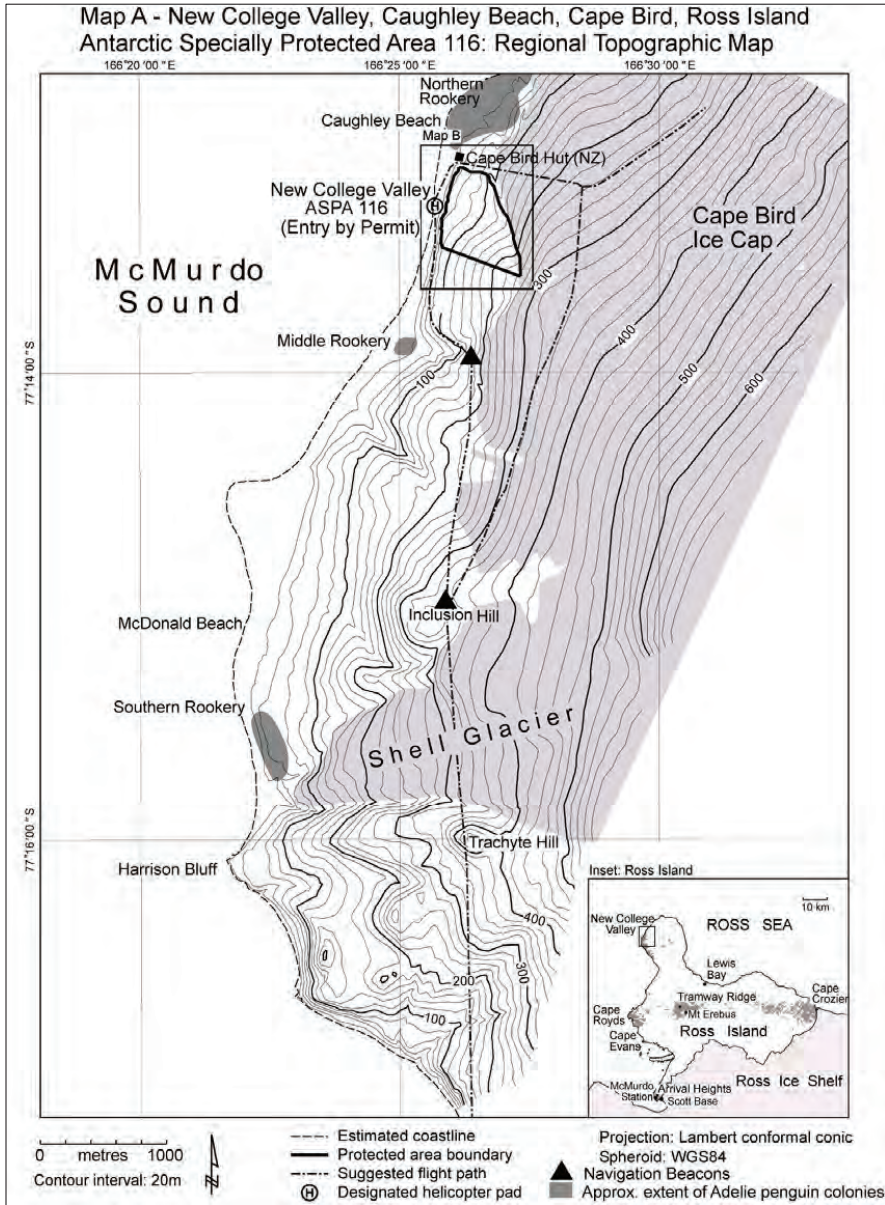 Map A - New College Valley, Caughley Beach, Cape Bird, Ross Island
Antarctic Specially Protected Area 116: Regional Topographic Map
166°20 '00 "E
166°25 '00 "E
166°30 '00 "E
Northern
Rookery
Caughley Beach
Map B
Cape Bird Hut (NZ)
New College Valley
ASPA 116
(Entry by Permit)
H
Cape Bird
Ice Cap
McMurdo
Sound
300
400
500
600
Middle Rookery
77°14'00" S
100
Inclusion Hill
McDonald Beach
Southern Rookery
Shell Glacier
77°16'00" S
Trachyte Hill
Harrison Bluff
400
300
200
100
Inset: Ross Island
10 km
New College
Valley
ROSS SEA
Lewis
Bay
Tramway Ridge
Mt Erebus
Cape
Crozier
Cape
Royds
Ross Island
Cape
Evans
Ross Ice Shelf
McMurdo
Station
Arrival Heights
Scott Base
0 metres 1000
Contour interval: 20m
N
Estimated coastline
Protected area boundary
Suggested flight path
H Designated helicopter pad
Projection: Lambert conformal conic
Spheroid: WGS84
Navigation Beacons
Approx. extent of Adelie penguin colonies